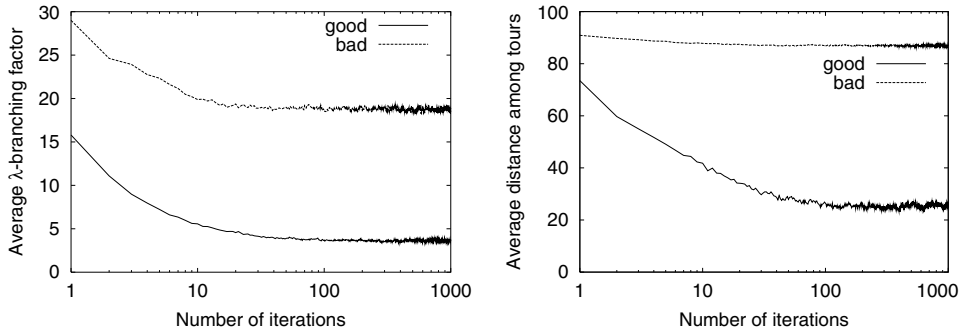 Average λ-branching factor
30
25
20
15
10
5
0
good
bad
1
10
100
1000
Number of iterations
Average distance among tours
100
80
60
40
20
0
good
bad
1
10
100
1000
Number of iterations